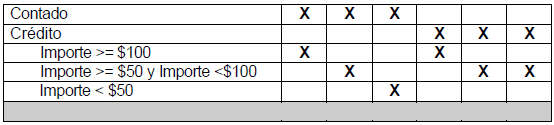 Contado X X X
Crédito X X X
Importe >= $100 X X
Importe >= $50 y Importe <$100 X X X
Importe < $50 X